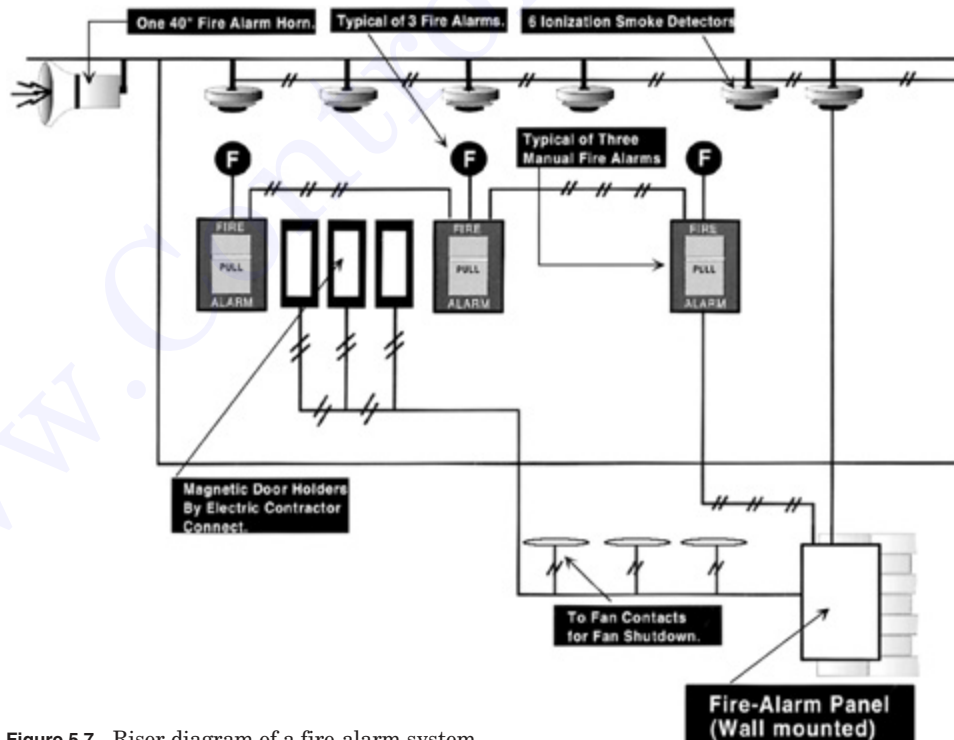 One 40" Fire Alarm Horn.
Typical of 3 Fire Alarms.
6 Ionization Smoke Detectors
Typical of Three
Manual Fire Alarms
F
F
F
FIRE
PULL
ALARM
FIRE
PULL
ALARM
FIRE
PULL
ALARM
Magnetic Door Holders
By Electric Contractor
Connect.
To Fan Contacts
for Fan Shutdown.
Fire-Alarm Panel
(Wall mounted)
Figure 5.7 Riser diagram of a fire-alarm system.
w.Contro